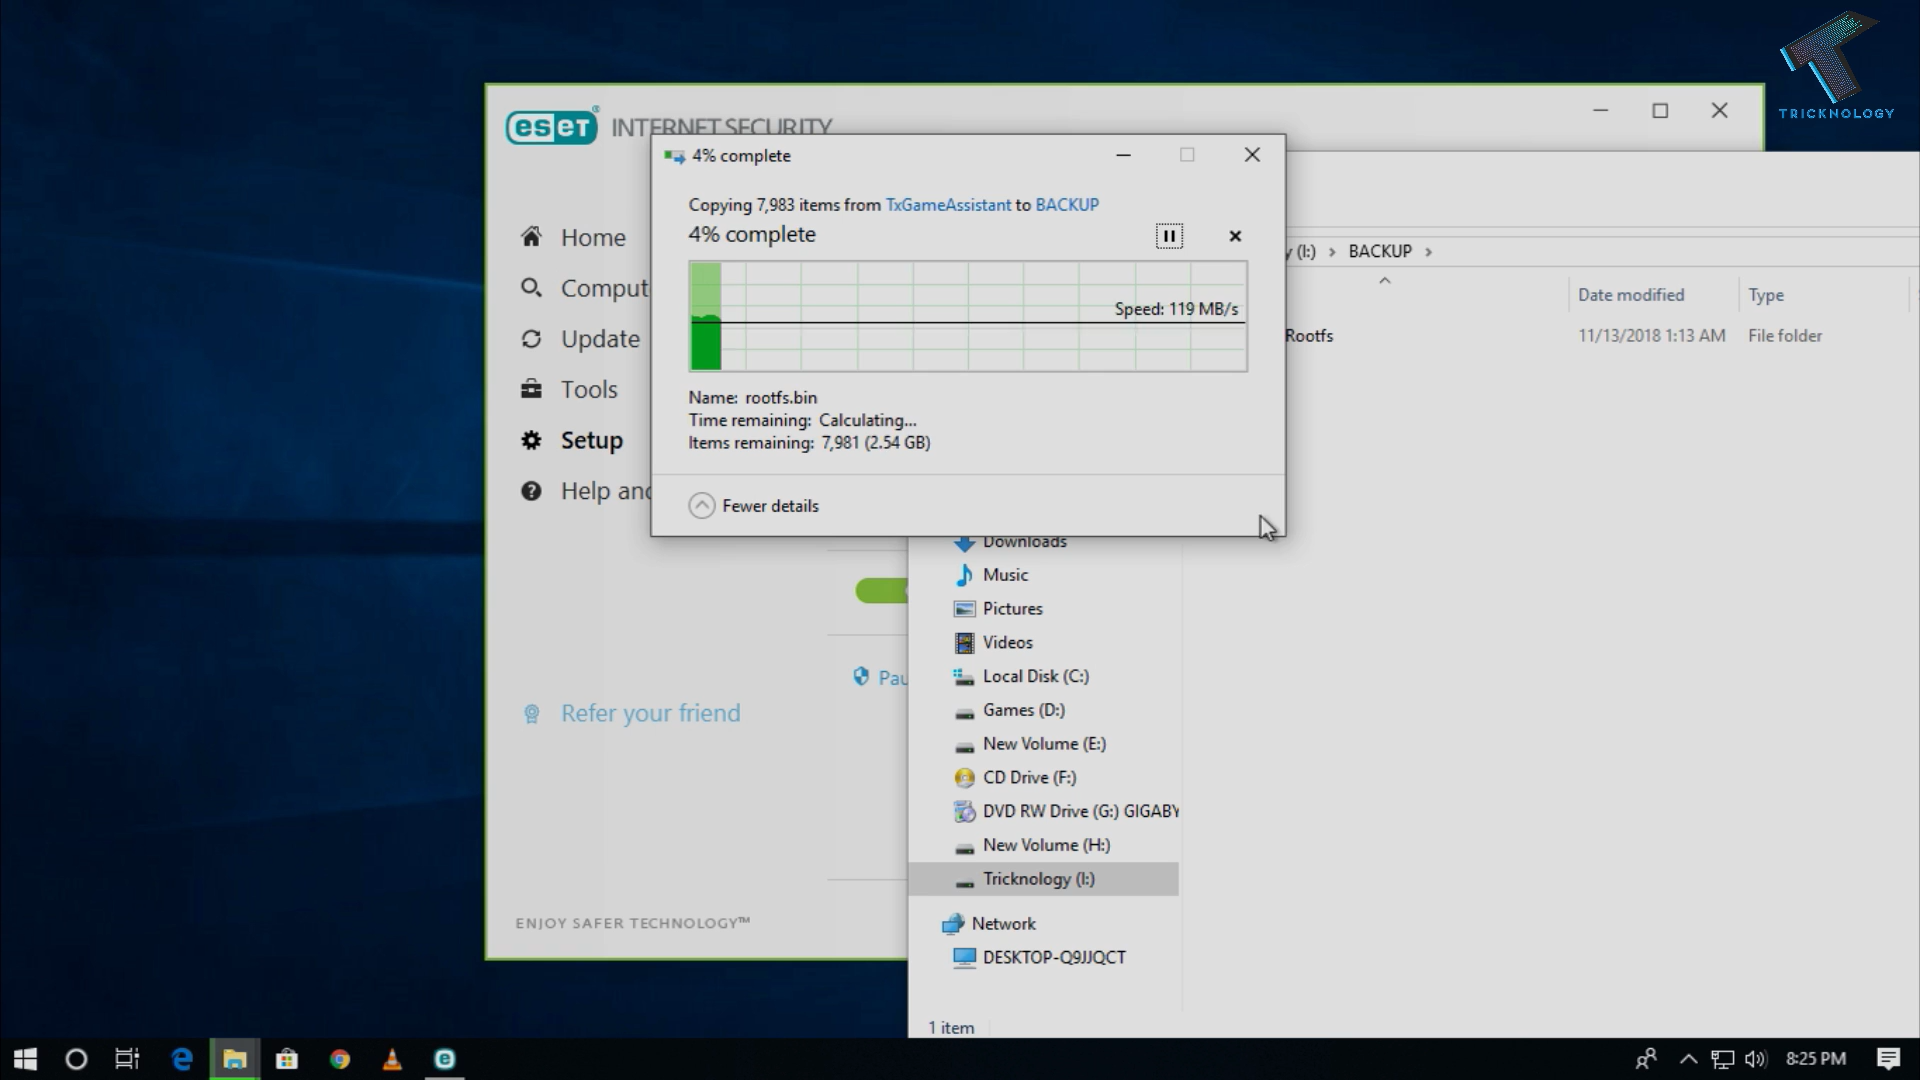 TRICKNOLOGY
eset® INTERNET SECURITY
4% complete
Copying 7,983 items from TxGameAssistant to BACKUP
4% complete
Speed: 119 MB/s
Name: rootfs.bin
Time remaining: Calculating...
Items remaining: 7,981 (2.54 GB)
Fewer details
Home
Comput
Update
Tools
Setup
Help and
Pau
Refer your friend
ENJOY SAFER TECHNOLOGY™
y (I:) › BACKUP ›
Date modified
Type
Rootfs
11/13/2018 1:13 AM
File folder
Downloads
Music
Pictures
Videos
Local Disk (C:)
Games (D:)
New Volume (E:)
CD Drive (F:)
DVD RW Drive (G:) GIGABY
New Volume (H:)
Tricknology (I:)
Network
DESKTOP-Q9JJQCT
1 item
8:25 PM